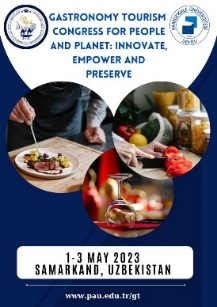 GASTRONOMY TOURISM
CONGRESS FOR PEOPLE
AND PLANET: INNOVATE,
EMPOWER AND
PRESERVE
1-3 MAY 2023
SAMARKAND, UZBEKISTAN
www.pau.edu.tr/gt